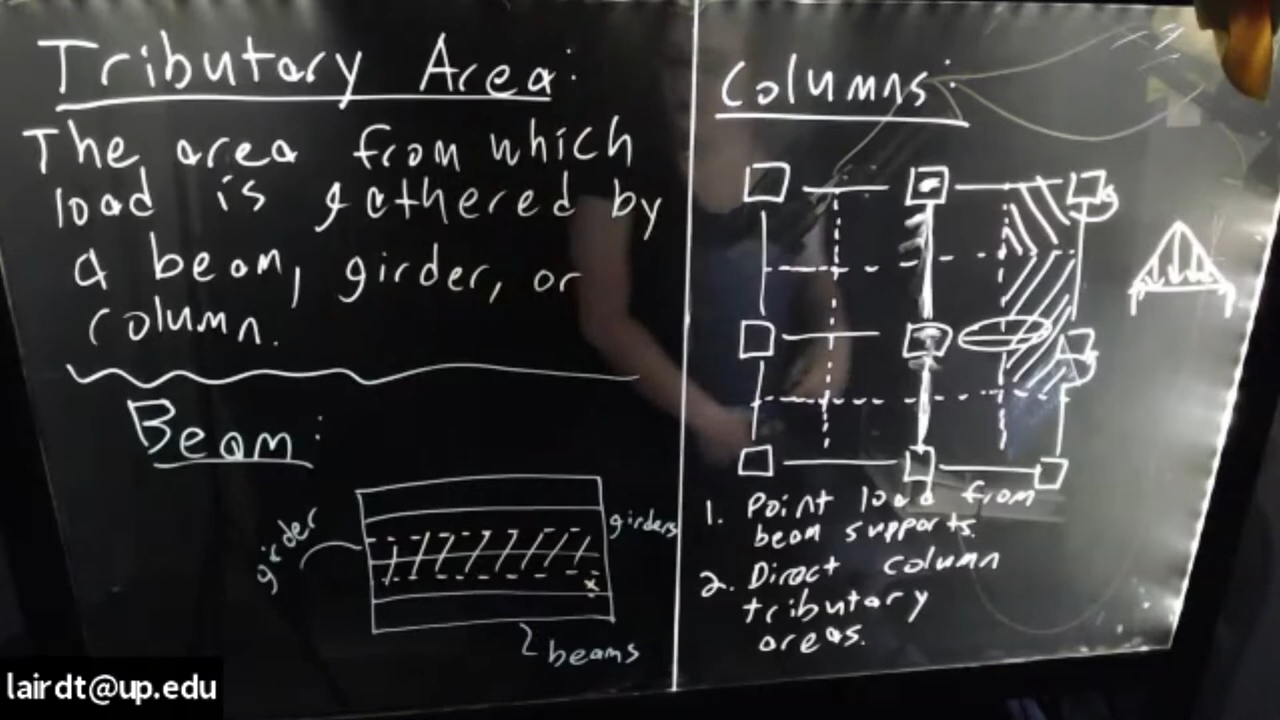 Tributary Area:
The area from which
load is gathered by
a beam, girder, or
column.
Beam:
girder
girders
beams
Columns:
1. Point load from
beam supports.
2. Direct column
tributary
areas.
lairdt@up.edu